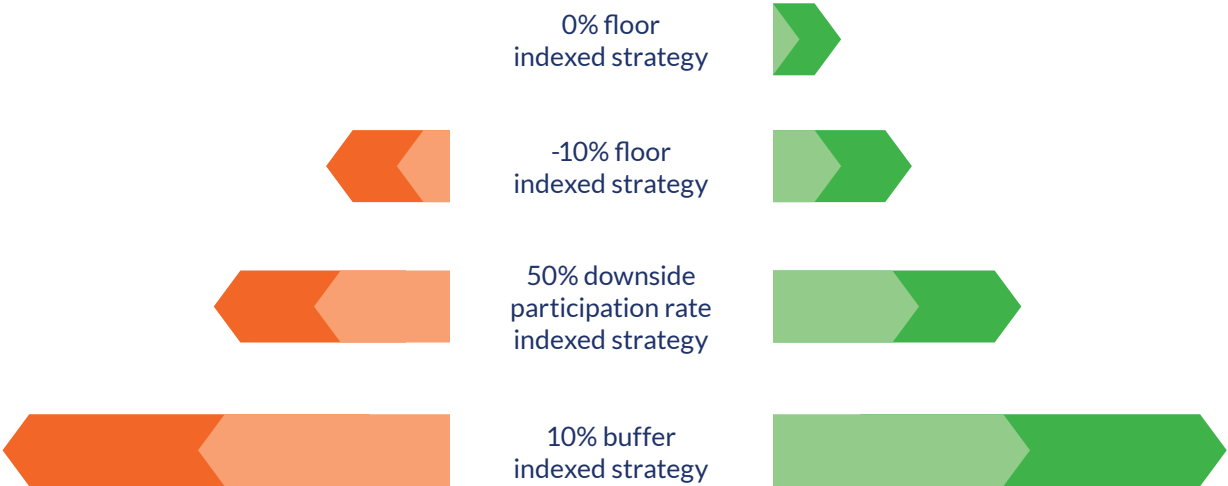 0% floor
indexed strategy
-10% floor
indexed strategy
50% downside
participation rate
indexed strategy
10% buffer
indexed strategy